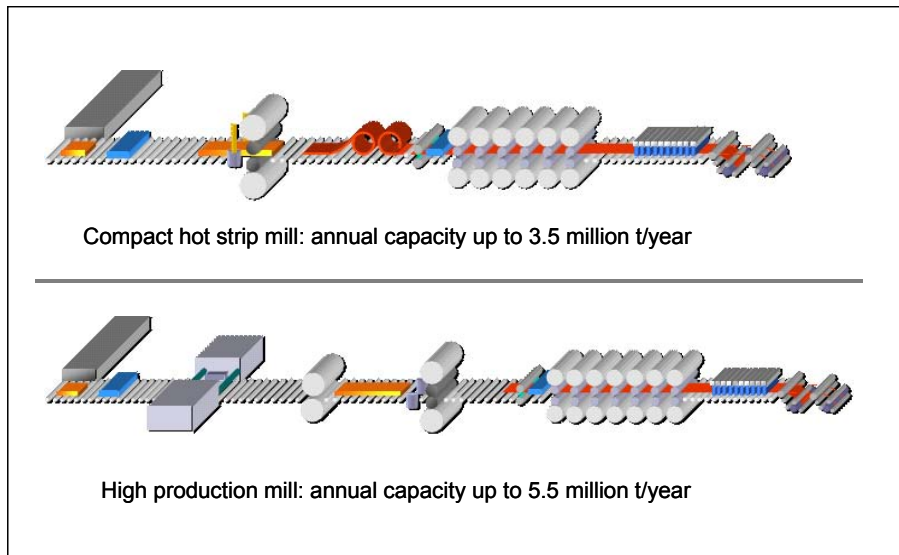 Compact hot strip mill: annual capacity up to 3.5 million t/year
High production mill: annual capacity up to 5.5 million t/year